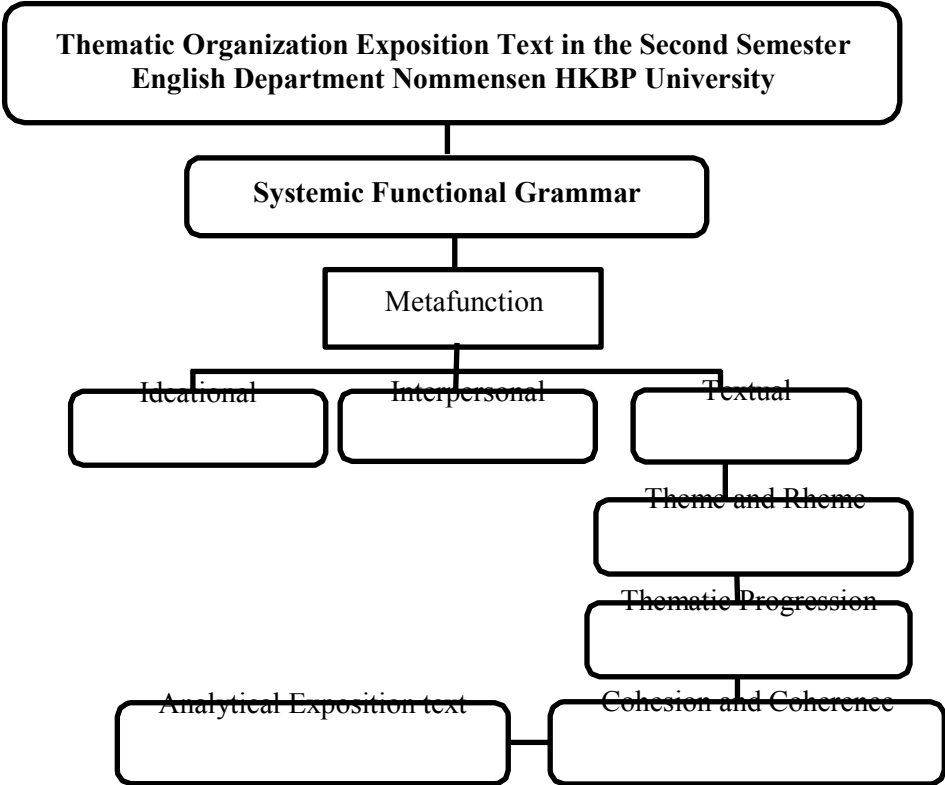 Thematic Organization Exposition Text in the Second Semester
English Department Nommensen HKBP University
Systemic Functional Grammar
Metafunction
Ideational
Interpersonal
Textual
Theme and Rheme
Thematic Progression
Analytical Exposition text
Cohesion and Coherence